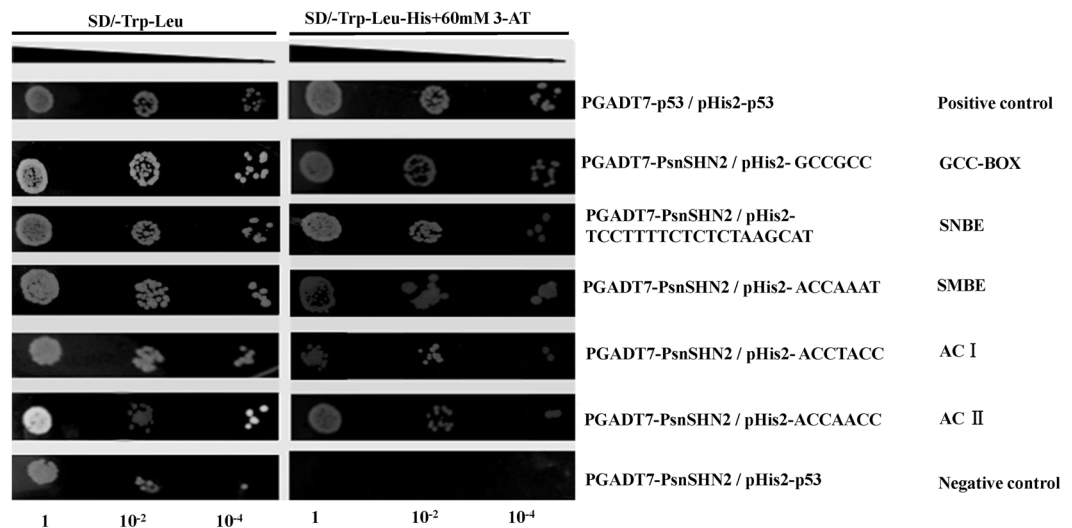 SD/-Trp-Leu SD/-Trp-Leu-His+60mM 3-AT
PGADT7-p53 / pHis2-p53 Positive control
PGADT7-PsnSHN2 / pHis2- GCCGCC GCC-BOX
PGADT7-PsnSHN2 / pHis2-
TCCTTTTCTCTCTAAGCAT SNBE
PGADT7-PsnSHN2 / pHis2- ACCAAAT SMBE
PGADT7-PsnSHN2 / pHis2- ACCTACC AC Ⅰ
PGADT7-PsnSHN2 / pHis2-ACCAACC AC Ⅱ
PGADT7-PsnSHN2 / pHis2-p53 Negative control
1 10⁻² 10⁻⁴ 1 10⁻² 10⁻⁴